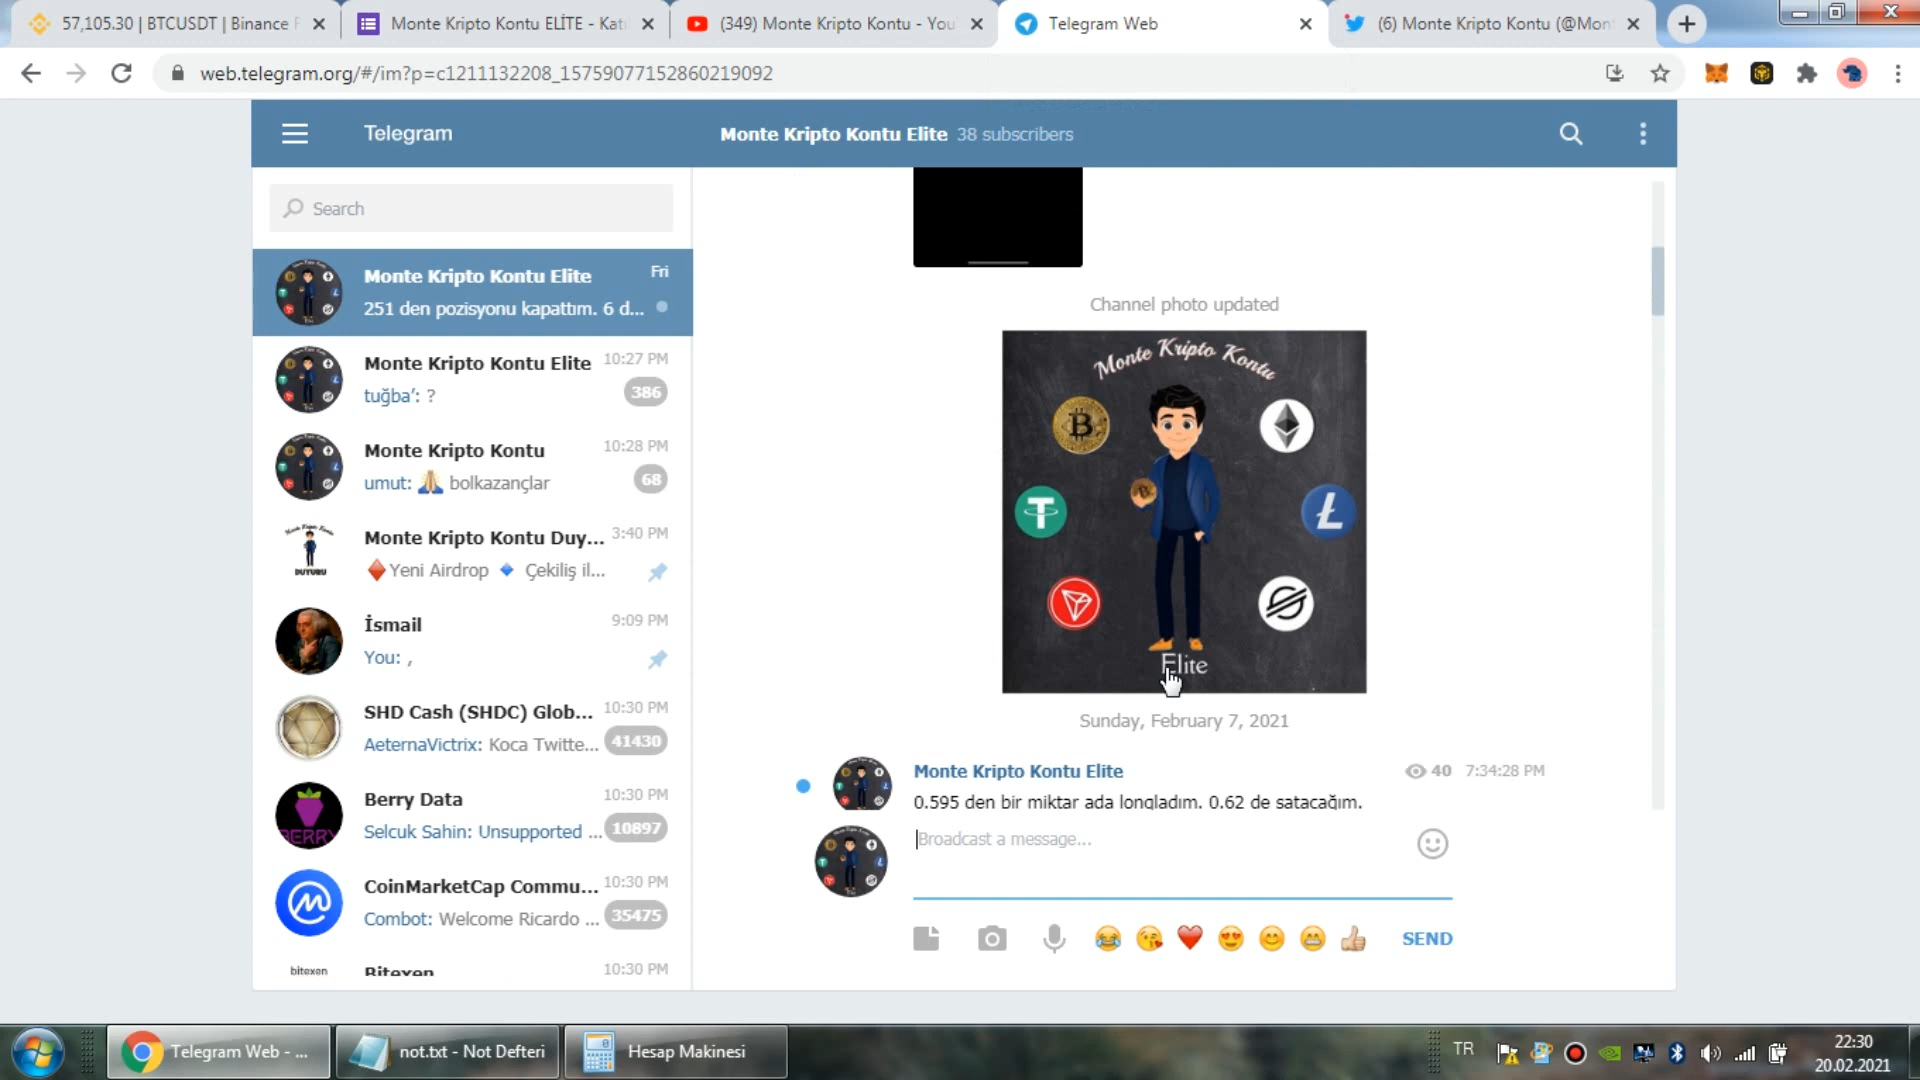 57,105.30 | BTCUSDT | Binance F
Monte Kripto Kontu ELİTE - Katı
(349) Monte Kripto Kontu - You
Telegram Web
(6) Monte Kripto Kontu (@Mon
web.telegram.org/#/im?p=c1211132208_15759077152860219092
Telegram
Monte Kripto Kontu Elite 38 subscribers
Search
Monte Kripto Kontu Elite Fri
251 den pozisyonu kapattım. 6 d...
Monte Kripto Kontu Elite 10:27 PM
tuğba’: ? 386
Monte Kripto Kontu 10:28 PM
umut: 🙏 bolkazançlar 68
Monte Kripto Kontu Duy... 3:40 PM
DUYURU
♦Yeni Airdrop 🔹 Çekiliş il...
İsmail 9:09 PM
You: ,
SHD Cash (SHDC) Glob... 10:30 PM
AeternaVictrix: Koca Twitte... 41430
Berry Data 10:30 PM
BERRY
Selcuk Sahin: Unsupported ... 10897
CoinMarketCap Commu... 10:30 PM
Combot: Welcome Ricardo ... 35475
bitexen Bitexen 10:30 PM
Channel photo updated
Monte Kripto Kontu
Elite
Sunday, February 7, 2021
Monte Kripto Kontu Elite 40 7:34:28 PM
0.595 den bir miktar ada longladım. 0.62 de satacağım.
Broadcast a message...
SEND
Telegram Web - ...
not.txt - Not Defteri
Hesap Makinesi
TR
22:30
20.02.2021